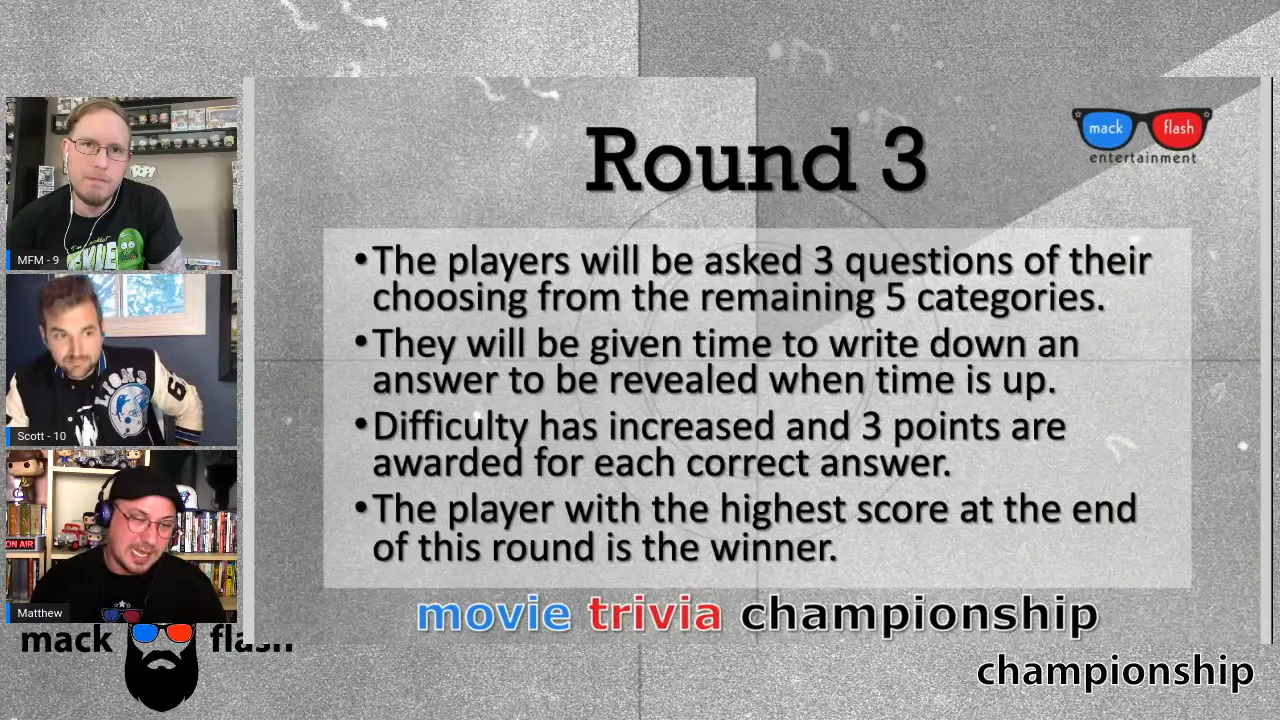 Round 3
mack flash
entertainment
•The players will be asked 3 questions of their
choosing from the remaining 5 categories.
•They will be given time to write down an
answer to be revealed when time is up.
•Difficulty has increased and 3 points are
awarded for each correct answer.
•The player with the highest score at the end
of this round is the winner.
movie trivia championship
championship
MFM - 9
POP!
LIONS
6
Scott - 10
ON AIR
Matthew
mack flash